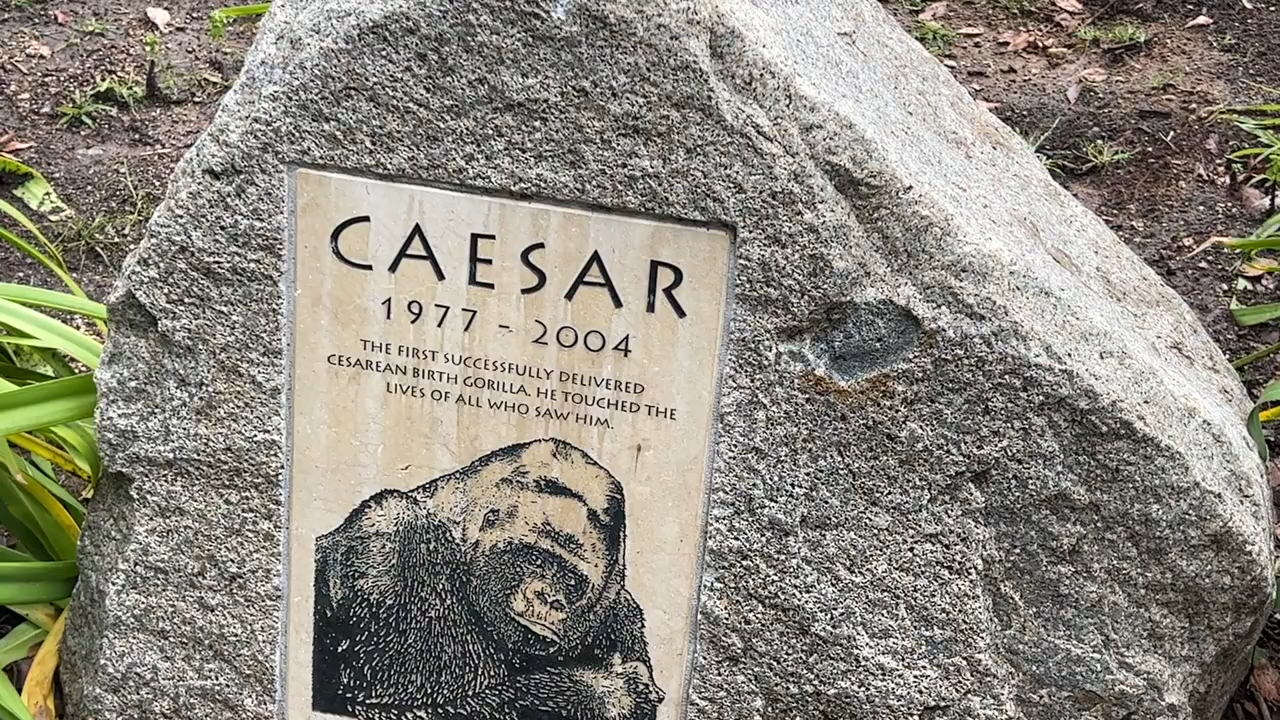 CAESAR
1977 - 2004
THE FIRST SUCCESSFULLY DELIVERED
CESAREAN BIRTH GORILLA. HE TOUCHED THE
LIVES OF ALL WHO SAW HIM.